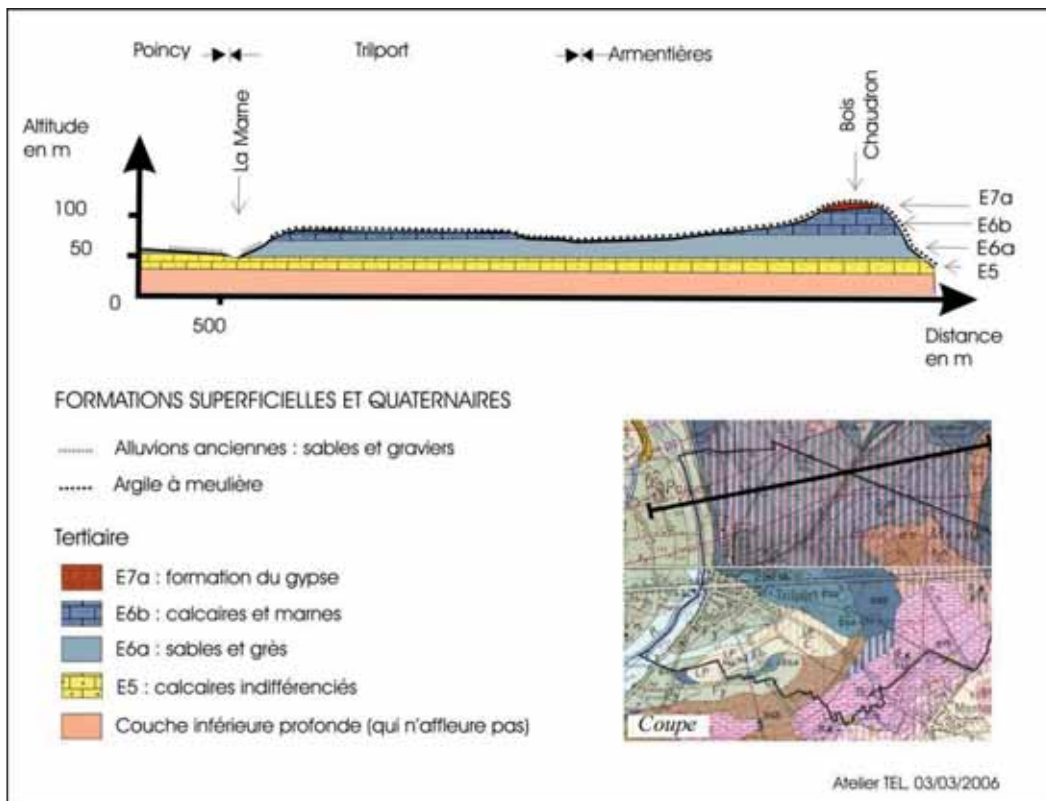 Poincy
Trilport
Armentières
La Marne
Bois
Chaudron
Altitude
en m
100
50
0
500
E7a
E6b
E6a
E5
Distance
en m
FORMATIONS SUPERFICIELLES ET QUATERNAIRES
Alluvions anciennes : sables et graviers
Argile à meulière
Tertiaire
E7a : formation du gypse
E6b : calcaires et marnes
E6a : sables et grès
E5 : calcaires indifférenciés
Couche inférieure profonde (qui n'affleure pas)
Trilport
Coupe
Atelier TEL, 03/03/2006